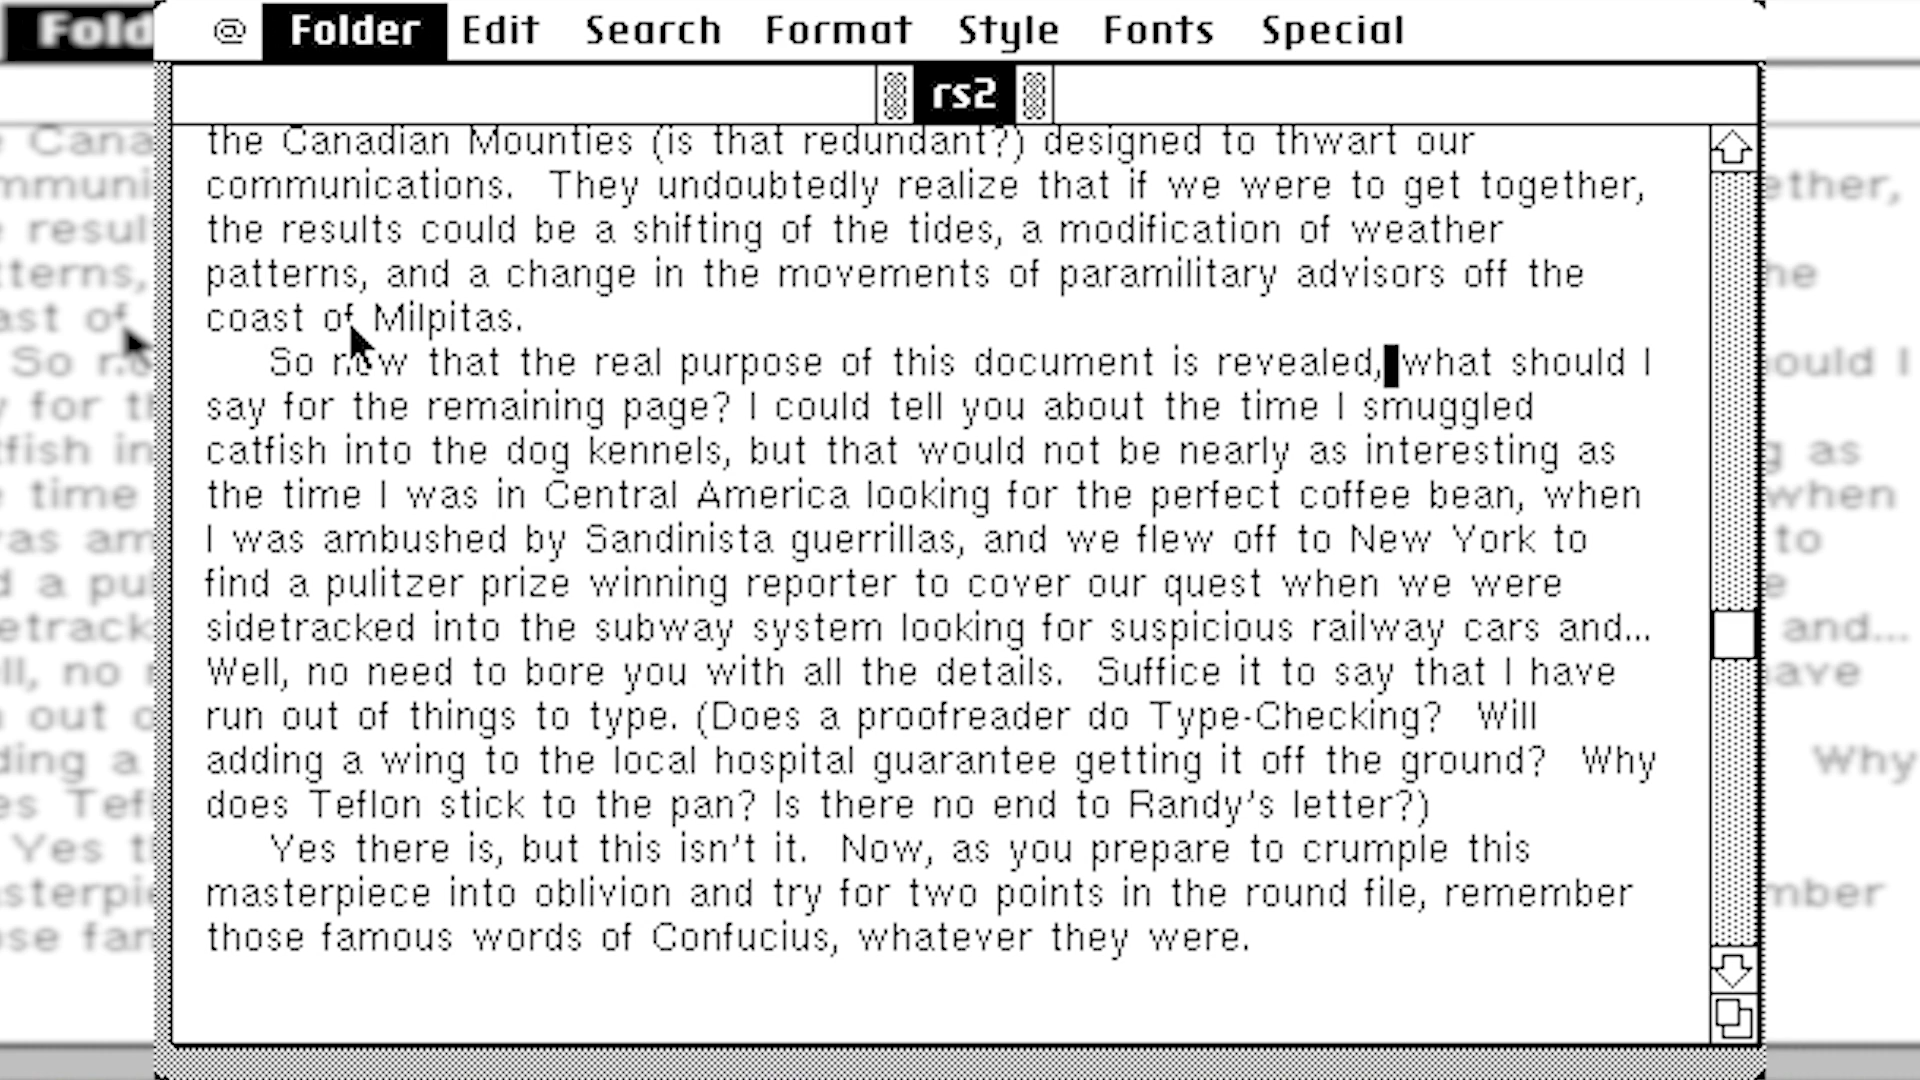 @ Folder Edit Search Format Style Fonts Special
rs2
the Canadian Mounties (is that redundant?) designed to thwart our
communications.  They undoubtedly realize that if we were to get together,
the results could be a shifting of the tides, a modification of weather
patterns, and a change in the movements of paramilitary advisors off the
coast of Milpitas.
So now that the real purpose of this document is revealed, what should I
say for the remaining page? I could tell you about the time I smuggled
catfish into the dog kennels, but that would not be nearly as interesting as
the time I was in Central America looking for the perfect coffee bean, when
I was ambushed by Sandinista guerrillas, and we flew off to New York to
find a pulitzer prize winning reporter to cover our quest when we were
sidetracked into the subway system looking for suspicious railway cars and...
Well, no need to bore you with all the details.  Suffice it to say that I have
run out of things to type. (Does a proofreader do Type-Checking?  Will
adding a wing to the local hospital guarantee getting it off the ground?  Why
does Teflon stick to the pan? Is there no end to Randy's letter?)
Yes there is, but this isn't it.  Now, as you prepare to crumple this
masterpiece into oblivion and try for two points in the round file, remember
those famous words of Confucius, whatever they were.